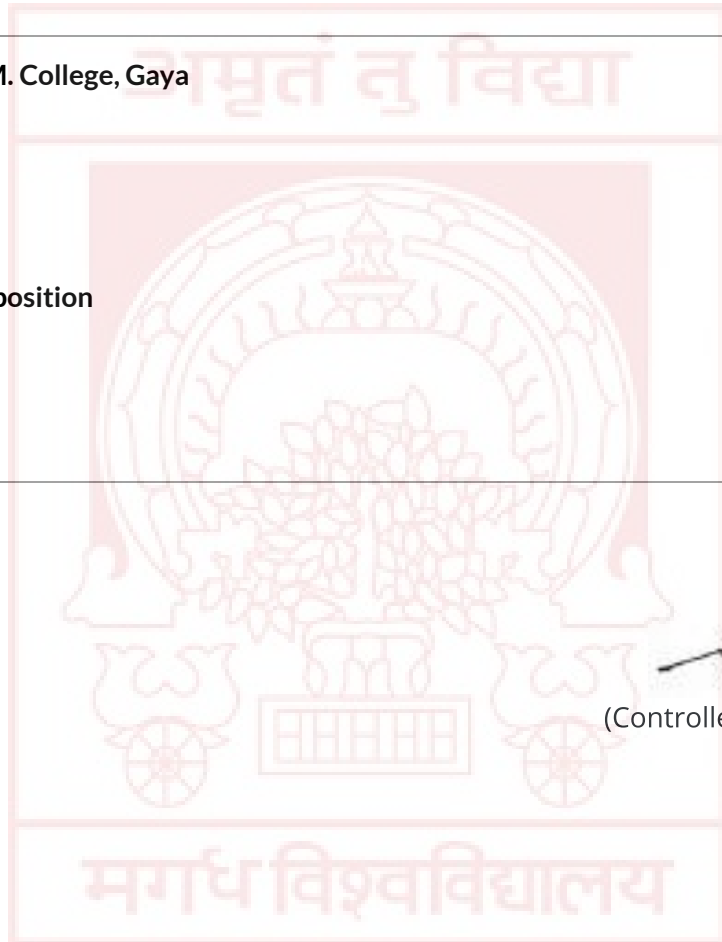 अमृतं तु विद्या
M. College, Gaya
position
(Controlle
मगध विश्वविद्यालय